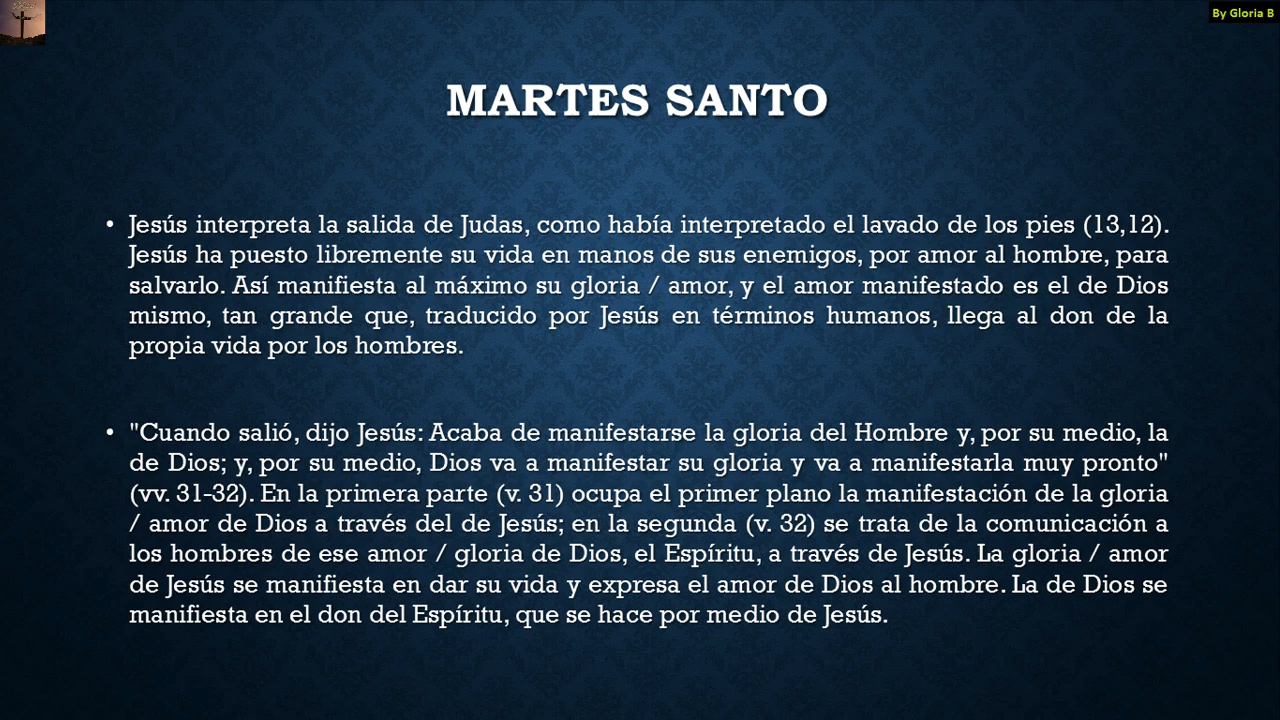 By Gloria B
MARTES SANTO
• Jesús interpreta la salida de Judas, como había interpretado el lavado de los pies (13,12).
Jesús ha puesto libremente su vida en manos de sus enemigos, por amor al hombre, para
salvarlo. Así manifiesta al máximo su gloria / amor, y el amor manifestado es el de Dios
mismo, tan grande que, traducido por Jesús en términos humanos, llega al don de la
propia vida por los hombres.
• "Cuando salió, dijo Jesús: Acaba de manifestarse la gloria del Hombre y, por su medio, la
de Dios; y, por su medio, Dios va a manifestar su gloria y va a manifestarla muy pronto"
(vv. 31-32). En la primera parte (v. 31) ocupa el primer plano la manifestación de la gloria
/ amor de Dios a través del de Jesús; en la segunda (v. 32) se trata de la comunicación a
los hombres de ese amor / gloria de Dios, el Espíritu, a través de Jesús. La gloria / amor
de Jesús se manifiesta en dar su vida y expresa el amor de Dios al hombre. La de Dios se
manifiesta en el don del Espíritu, que se hace por medio de Jesús.